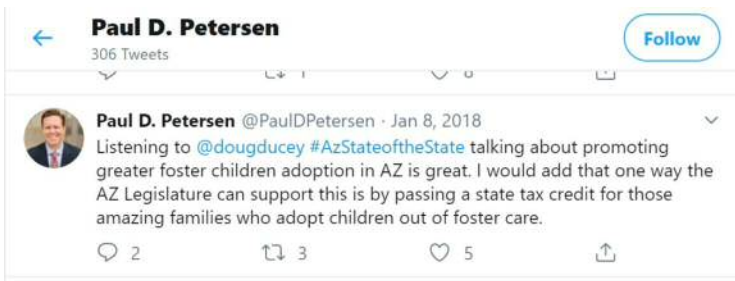 Paul D. Petersen
306 Tweets
Follow
Paul D. Petersen @PaulDPetersen · Jan 8, 2018
Listening to @dougducey #AzStateoftheState talking about promoting
greater foster children adoption in AZ is great. I would add that one way the
AZ Legislature can support this is by passing a state tax credit for those
amazing families who adopt children out of foster care.
2 3 5